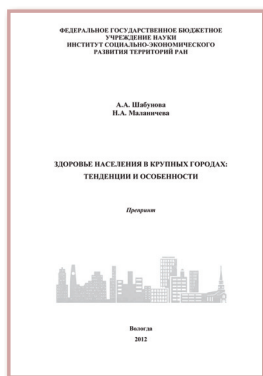 ФЕДЕРАЛЬНОЕ ГОСУДАРСТВЕННОЕ БЮДЖЕТНОЕ
УЧРЕЖДЕНИЕ НАУКИ
ИНСТИТУТ СОЦИАЛЬНО-ЭКОНОМИЧЕСКОГО
РАЗВИТИЯ ТЕРРИТОРИЙ РАН
А.А. Шабунова
Н.А. Маланичева
ЗДОРОВЬЕ НАСЕЛЕНИЯ В КРУПНЫХ ГОРОДАХ:
ТЕНДЕНЦИИ И ОСОБЕННОСТИ
Препринт
Вологда
2012